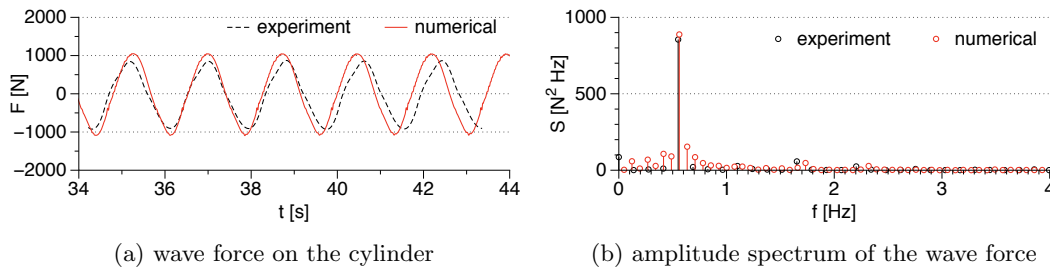 2000
1000
0
-1000
-2000
F [N]
experiment
numerical
34
36
38
40
42
44
t [s]
(a) wave force on the cylinder
1000
500
0
S [N² Hz]
experiment
numerical
0
1
2
3
4
f [Hz]
(b) amplitude spectrum of the wave force